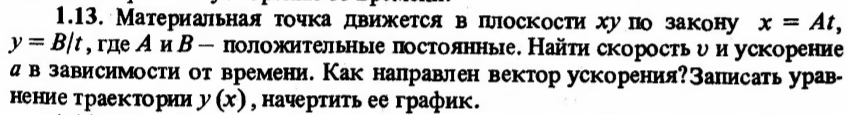 1.13. Материальная точка движется в плоскости xy по закону x = At,
y = B/t, где A и B — положительные постоянные. Найти скорость υ и ускорение
a в зависимости от времени. Как направлен вектор ускорения? Записать урав-
нение траектории y (x), начертить ее график.